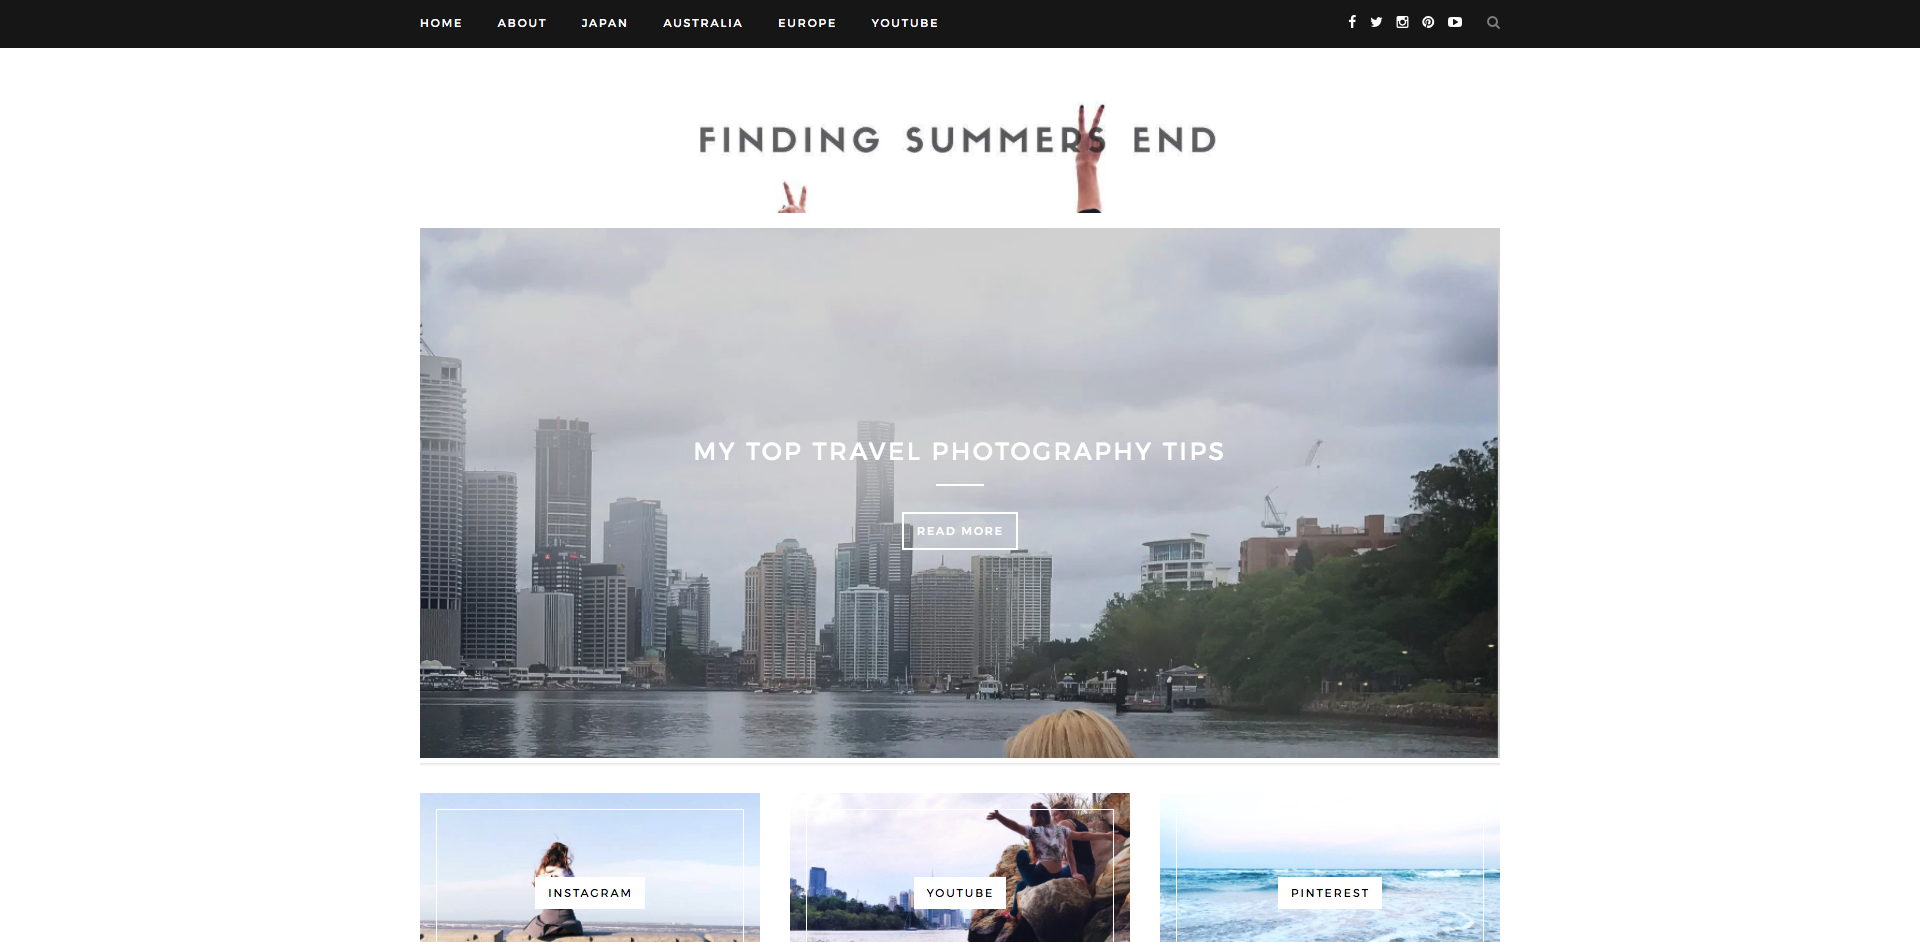 HOME ABOUT JAPAN AUSTRALIA EUROPE YOUTUBE
FINDING SUMMERS END
MY TOP TRAVEL PHOTOGRAPHY TIPS
READ MORE
INSTAGRAM YOUTUBE PINTEREST